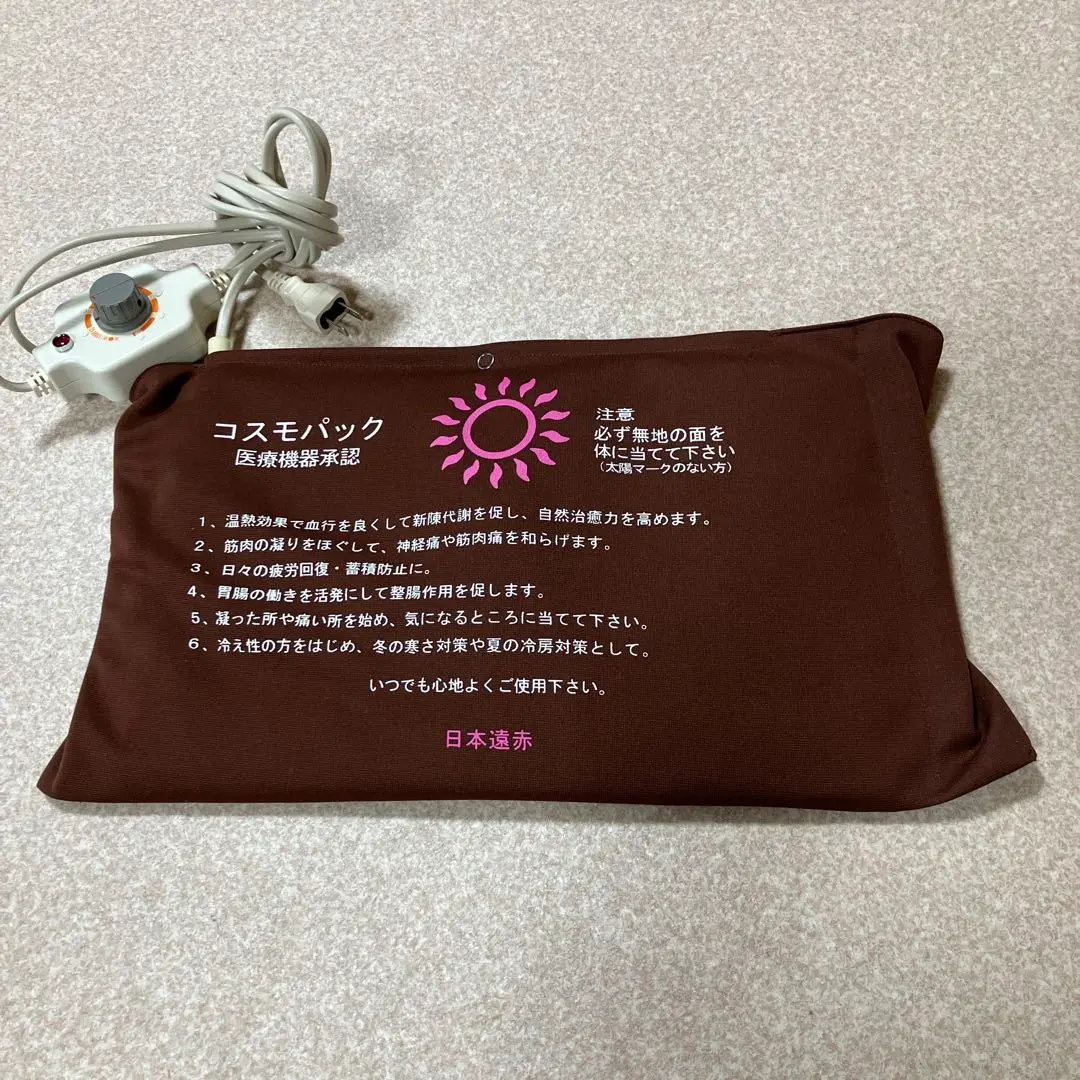 コスモパック
医療機器承認
注意
必ず無地の面を
体に当てて下さい
(太陽マークのない方)
1、温熱効果で血行を良くして新陳代謝を促し、自然治癒力を高めます。
2、筋肉の凝りをほぐして、神経痛や筋肉痛を和らげます。
3、日々の疲労回復・蓄積防止に。
4、胃腸の働きを活発にして整腸作用を促します。
5、凝った所や痛い所を始め、気になるところに当てて下さい。
6、冷え性の方をはじめ、冬の寒さ対策や夏の冷房対策として。
いつでも心地よくご使用下さい。
日本遠赤